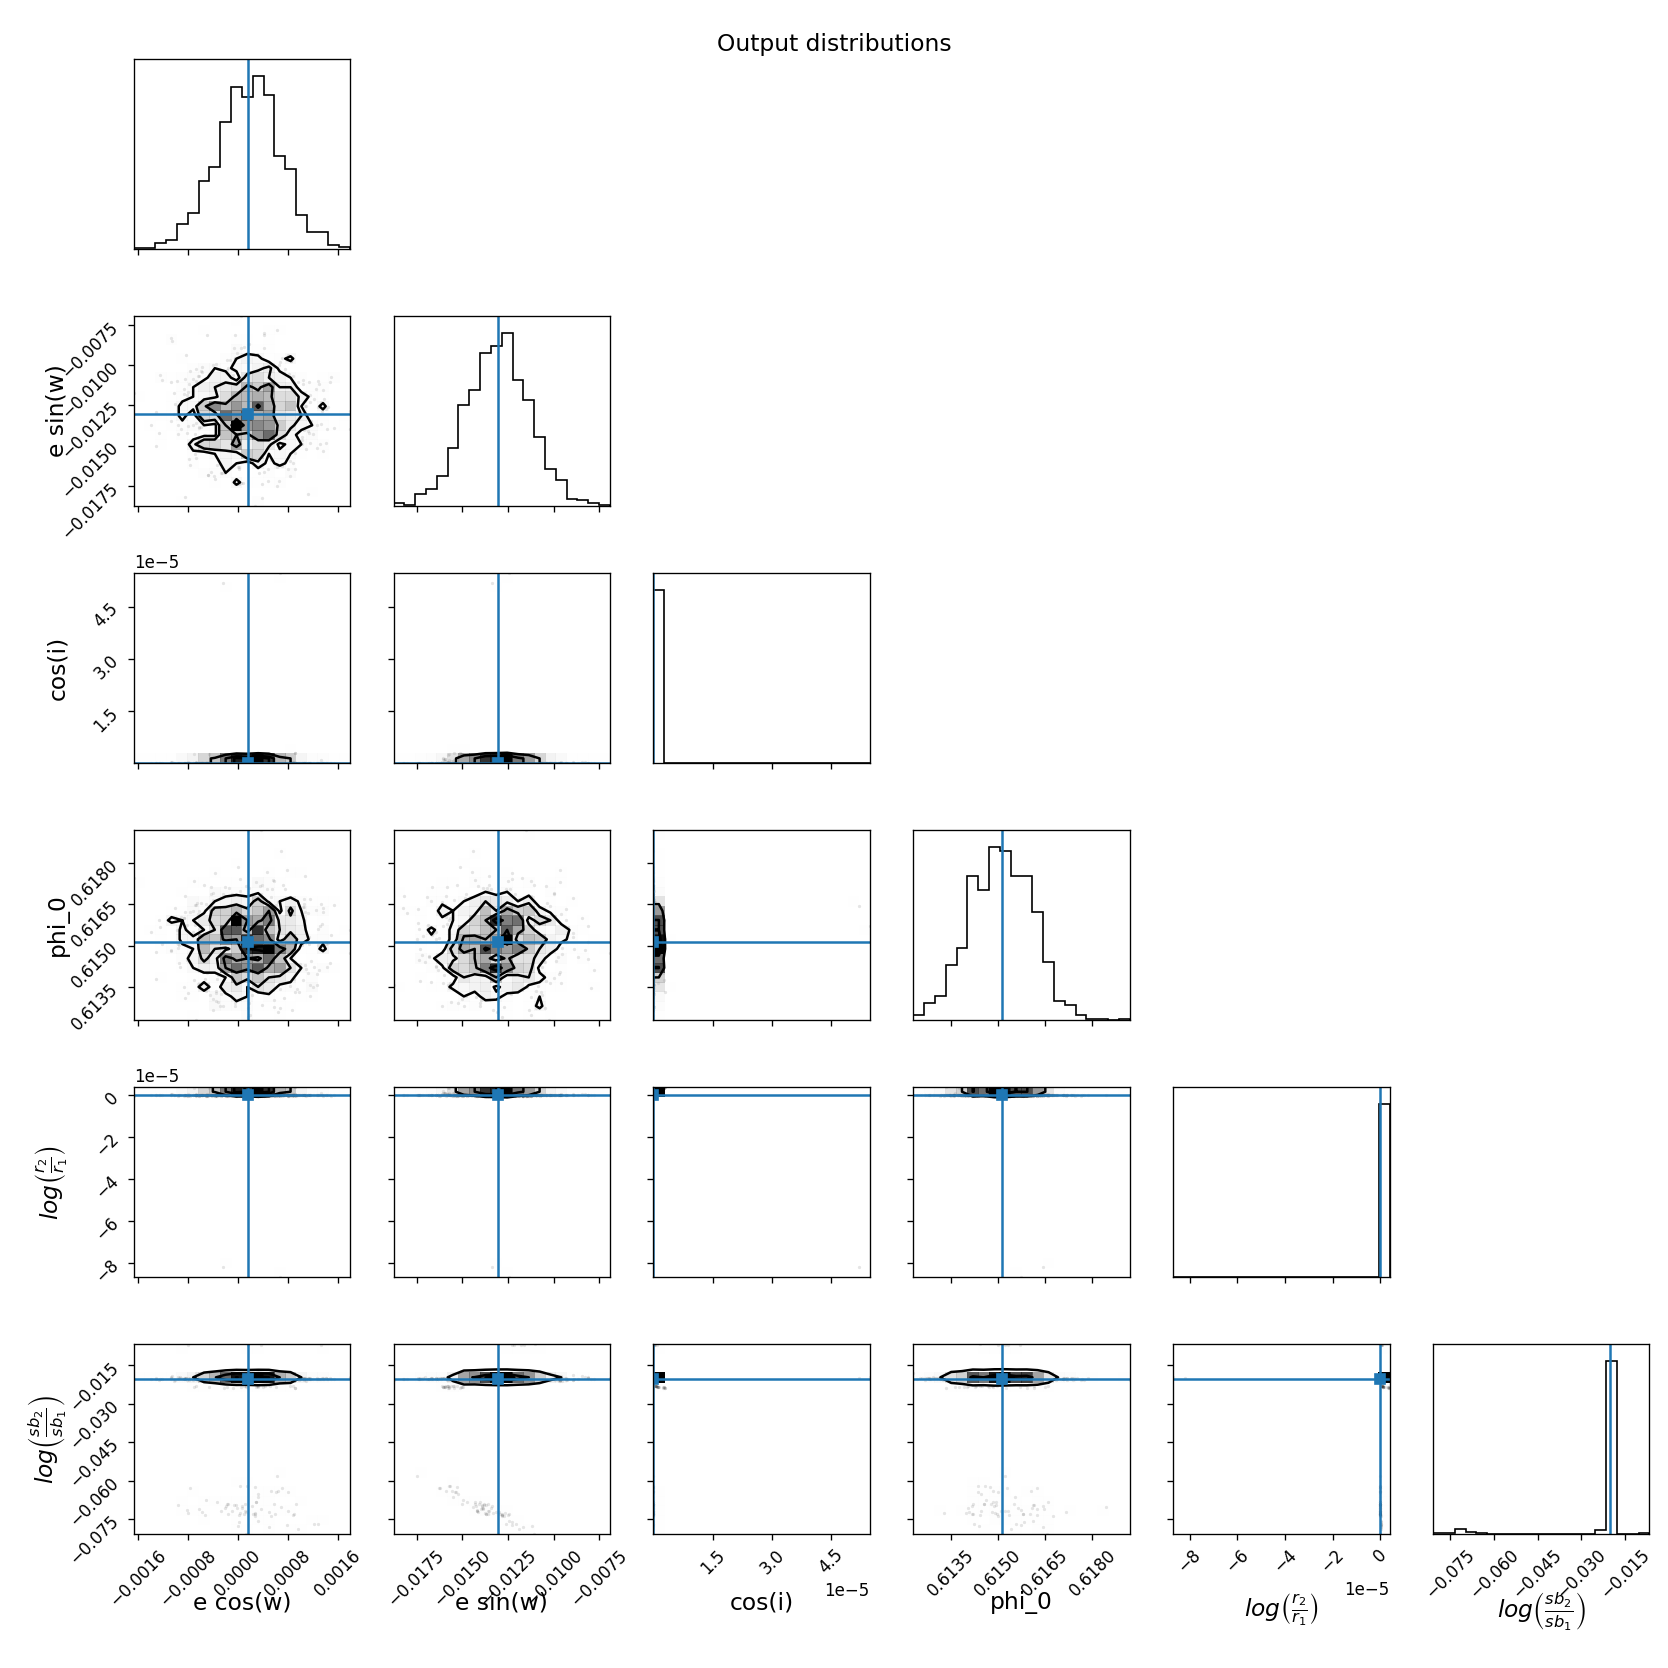 Output distributions
e sin(w)
−0.0075
−0.0100
−0.0125
−0.0150
−0.0175
1e−5
cos(i)
4.5
3.0
1.5
phi_0
0.6180
0.6165
0.6150
0.6135
1e−5
log(r₂/r₁)
0
−2
−4
−6
−8
log(sb₂/sb₁)
−0.015
−0.030
−0.045
−0.060
−0.075
−0.0016 −0.0008 0.0000 0.0008 0.0016
e cos(w)
−0.0175 −0.0150 −0.0125 −0.0100 −0.0075
e sin(w)
1.5 3.0 4.5
1e−5
cos(i)
0.6135 0.6150 0.6165 0.6180
phi_0
−8 −6 −4 −2 0
1e−5
log(r₂/r₁)
−0.075 −0.060 −0.045 −0.030 −0.015
log(sb₂/sb₁)